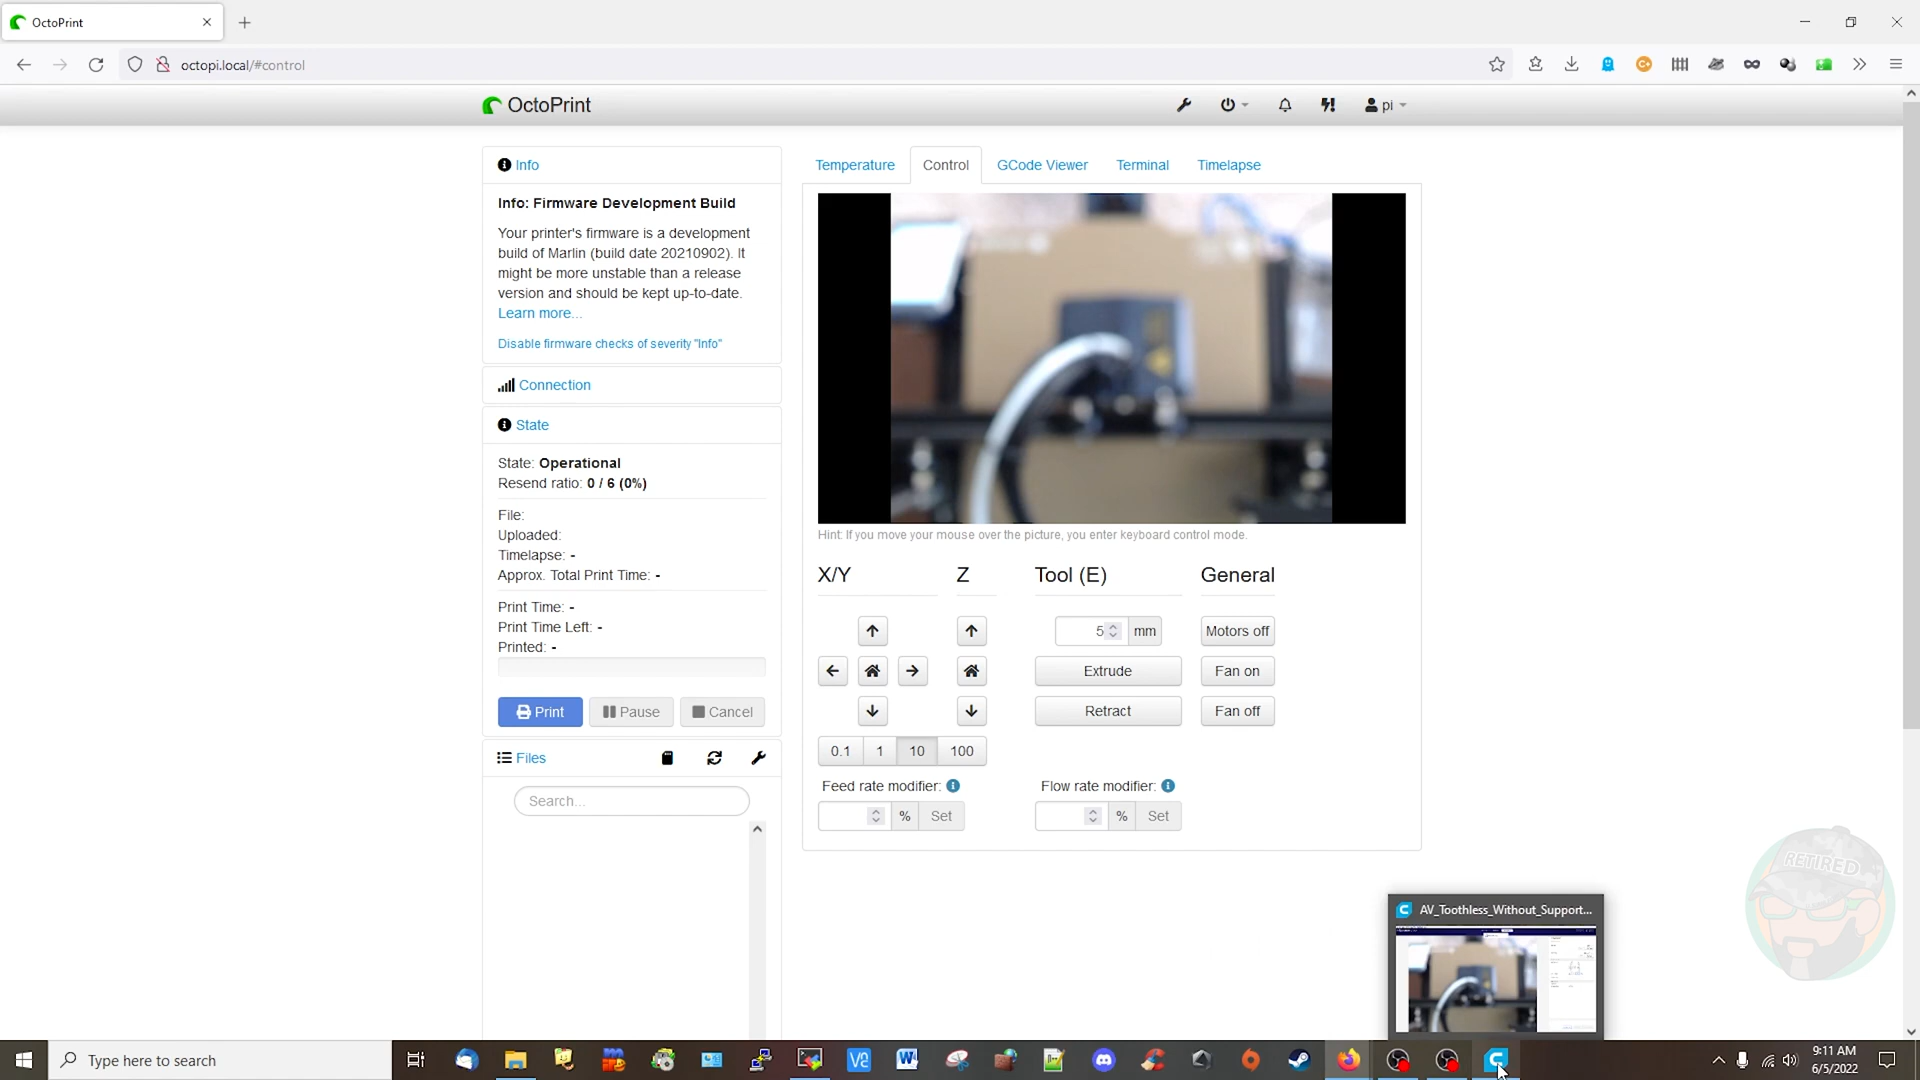 OctoPrint
octopi.local/#control
OctoPrint
pi
Info
Info: Firmware Development Build
Your printer's firmware is a development
build of Marlin (build date 20210902). It
might be more unstable than a release
version and should be kept up-to-date.
Learn more...
Disable firmware checks of severity "Info"
Connection
State
State: Operational
Resend ratio: 0 / 6 (0%)
File:
Uploaded:
Timelapse: -
Approx. Total Print Time: -
Print Time: -
Print Time Left: -
Printed: -
Print
Pause
Cancel
Files
Search...
Temperature
Control
GCode Viewer
Terminal
Timelapse
Hint: If you move your mouse over the picture, you enter keyboard control mode.
X/Y
Z
Tool (E)
General
5 mm
Motors off
Extrude
Fan on
Retract
Fan off
0.1 1 10 100
Feed rate modifier:
Flow rate modifier:
% Set
% Set
AV_Toothless_Without_Support...
RETIRED
Type here to search
9:11 AM
6/5/2022